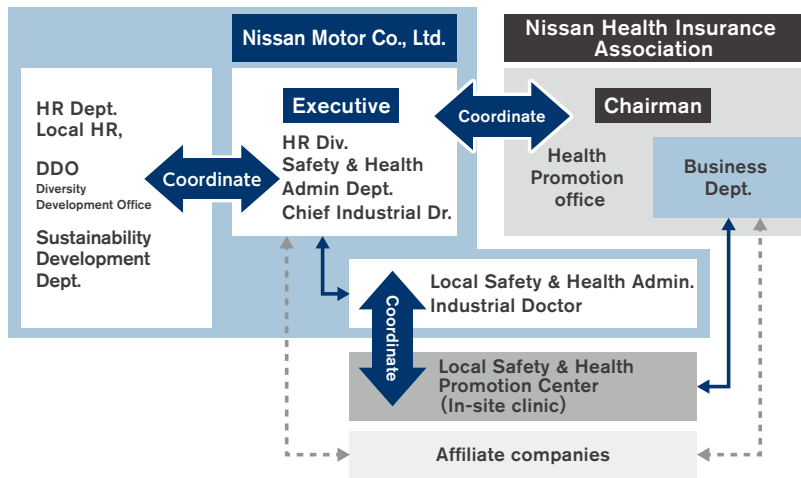 Nissan Motor Co., Ltd.
Nissan Health Insurance
Association
HR Dept.
Local HR,
DDO
Diversity
Development Office
Sustainability
Development
Dept.
Coordinate
Executive
HR Div.
Safety & Health
Admin Dept.
Chief Industrial Dr.
Coordinate
Chairman
Health
Promotion
office
Business
Dept.
Coordinate
Local Safety & Health Admin.
Industrial Doctor
Local Safety & Health
Promotion Center
(In-site clinic)
Affiliate companies